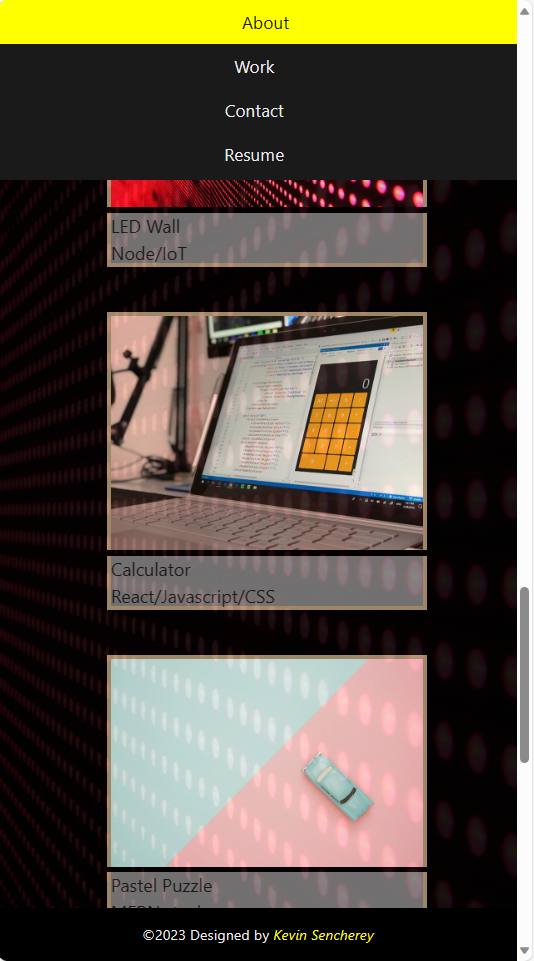 About
Work
Contact
Resume
LED Wall
Node/IoT
0
Calculator
React/Javascript/CSS
Pastel Puzzle
©2023 Designed by Kevin Sencherey